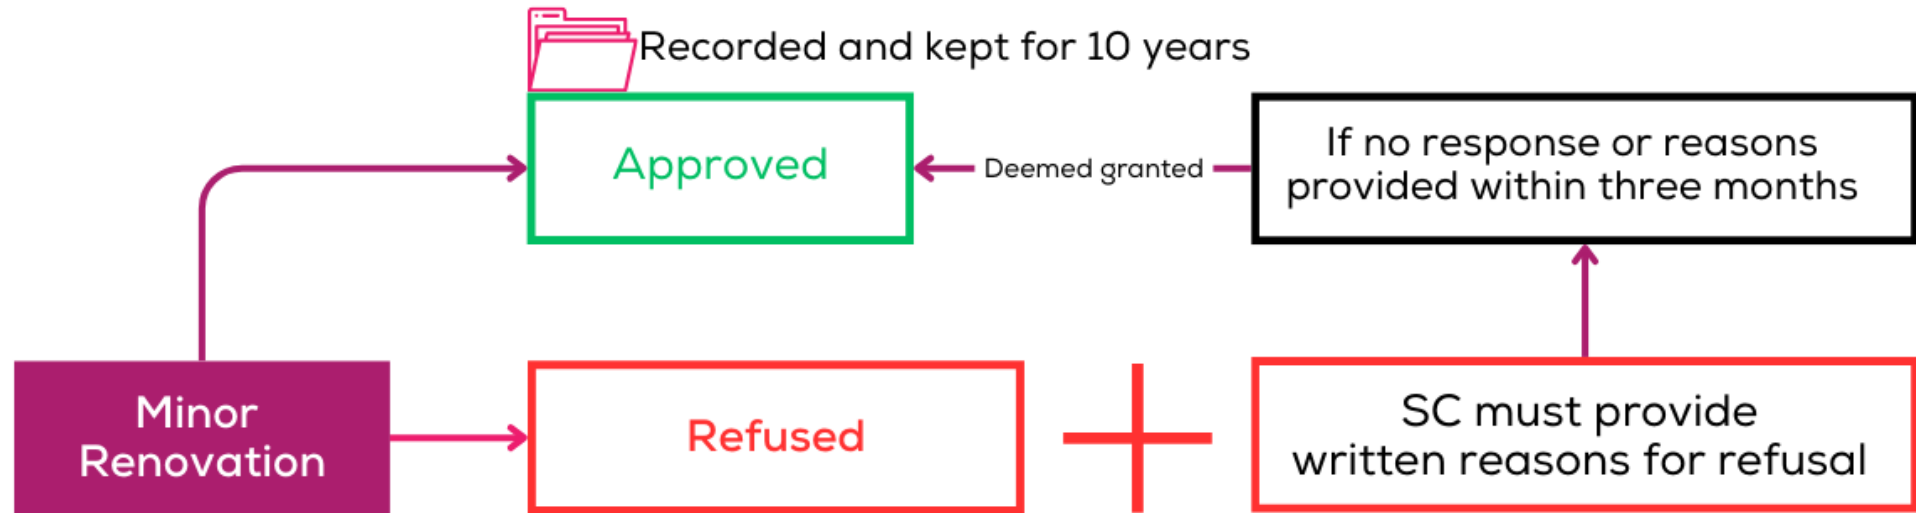 Recorded and kept for 10 years
Approved
Deemed granted
If no response or reasons
provided within three months
Minor
Renovation
Refused
SC must provide
written reasons for refusal